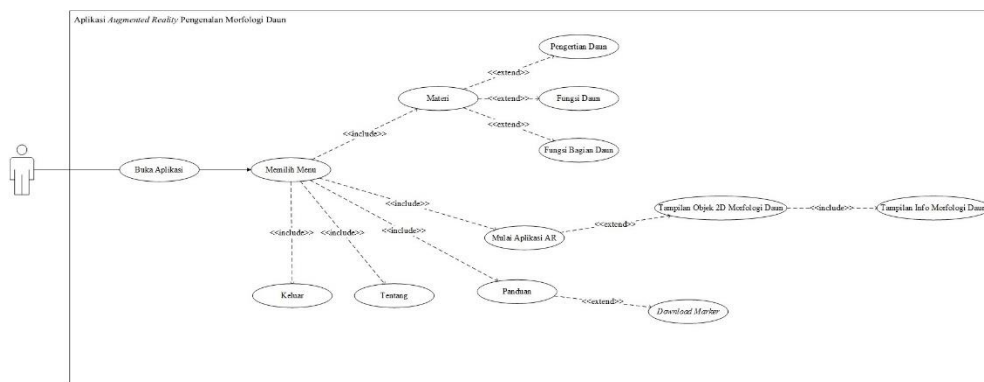 Aplikasi Augmented Reality Pengenalan Morfologi Daun
Pengertian Daun
<<extend>>
Materi
<<extend>>
Fungsi Daun
<<extend>>
<<include>>
Fungsi Bagian Daun
Buka Aplikasi
Memilih Menu
<<include>>
Tampilan Objek 2D Morfologi Daun
<<include>>
Tampilan Info Morfologi Daun
<<extend>>
Mulai Aplikasi AR
<<include>>
<<include>>
<<include>>
Keluar
Tentang
Panduan
<<extend>>
Download Marker